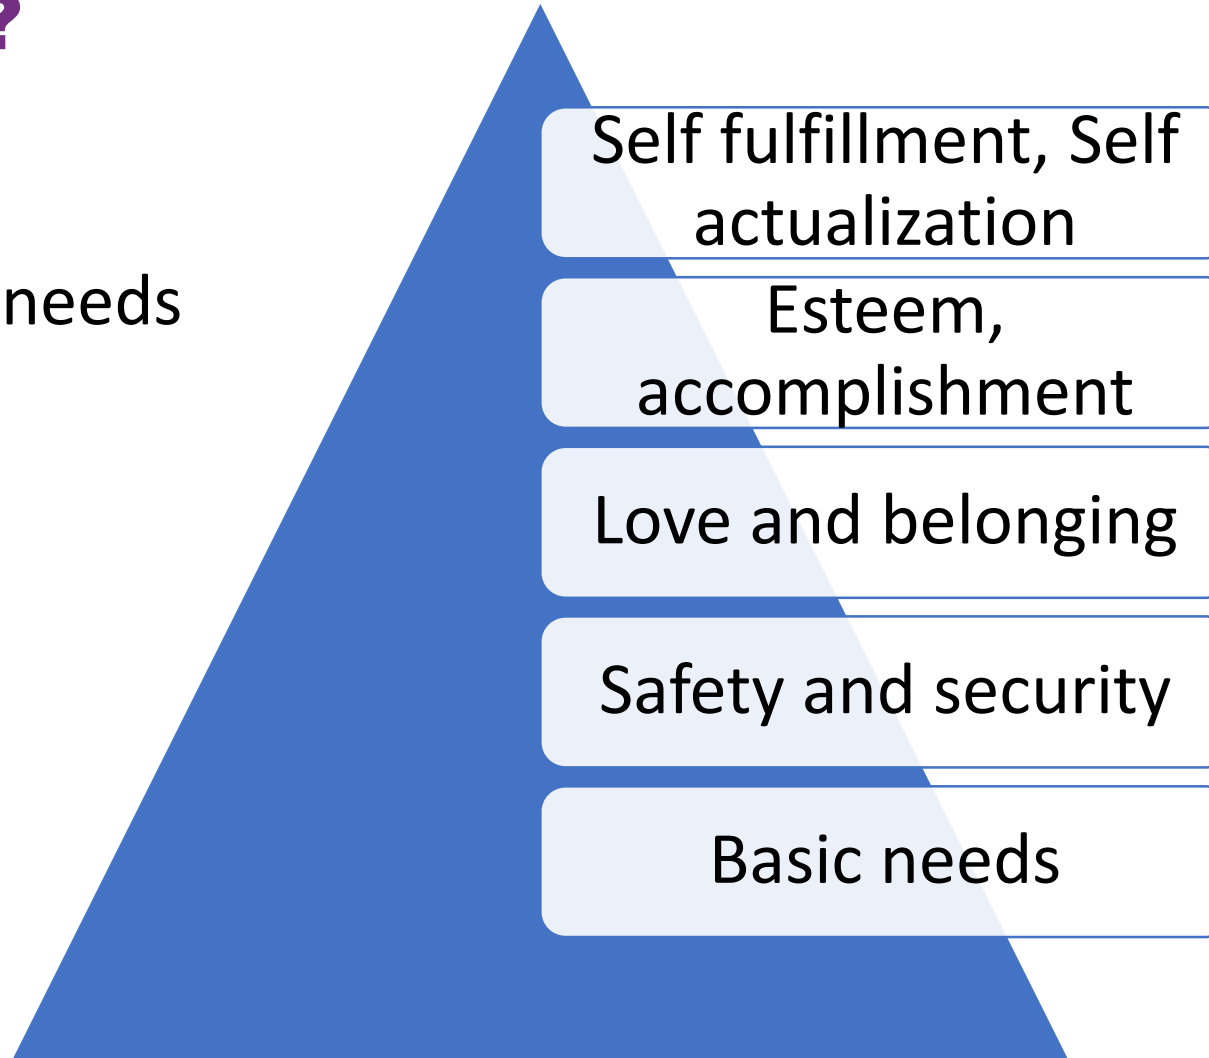 ?
Self fulfillment, Self
actualization
needs
Esteem,
accomplishment
Love and belonging
Safety and security
Basic needs